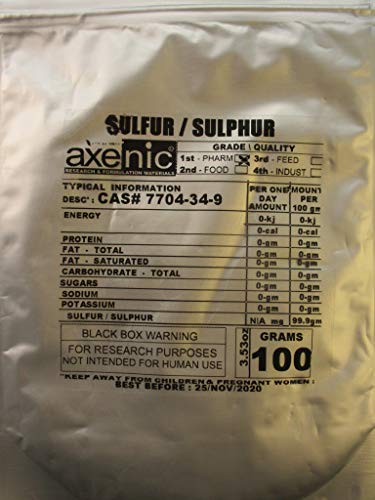 SULFUR / SULPHUR
GRADE \ QUALITY
axenic
RESEARCH & FORMULATION MATERIALS
1st - PHARM
3rd - FEED
2nd - FOOD
4th - INDUST
TYPICAL INFORMATION
DESC': CAS# 7704-34-9
PER ONE DAY AMOUNT
MOUNT PER 100 gm
ENERGY 0-kj 0-kj
0-cal 0-cal
PROTEIN 0-gm 0-gm
FAT - TOTAL 0-gm 0-gm
FAT - SATURATED 0-gm 0-gm
CARBOHYDRATE - TOTAL 0-gm 0-gm
SUGARS 0-gm 0-gm
SODIUM 0-gm 0-gm
POTASSIUM 0-gm 0-gm
SULFUR / SULPHUR N\A mg 99.9gm
BLACK BOX WARNING
FOR RESEARCH PURPOSES
NOT INTENDED FOR HUMAN USE
3.53oz
GRAMS
100
KEEP AWAY FROM CHILDREN & PREGNANT WOMEN :
BEST BEFORE : 25/NOV/2020